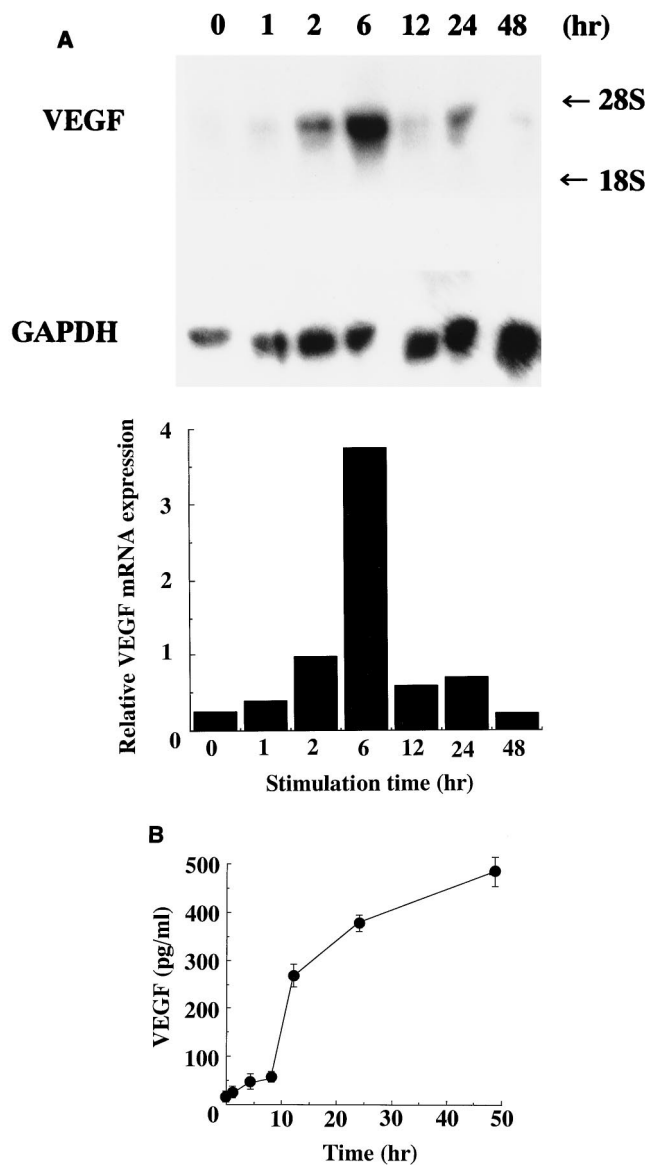 A
0 1 2 6 12 24 48 (hr)
VEGF
← 28S
← 18S
GAPDH
Relative VEGF mRNA expression
4
3
2
1
0
0 1 2 6 12 24 48
Stimulation time (hr)
B
VEGF (pg/ml)
500
400
300
200
100
0
10 20 30 40 50
Time (hr)